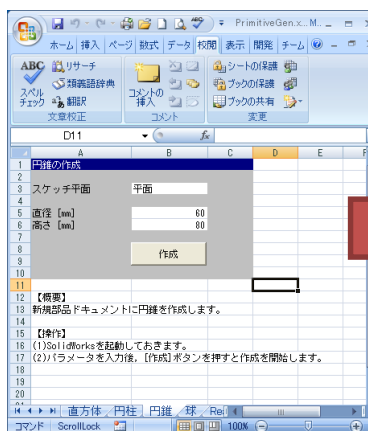 PrimitiveGen.x... M...
ホーム 挿入 ページ 数式 データ 校閲 表示 開発 チーム
ABC リサーチ シートの保護
類義語辞典 ブックの保護
スペル チェック 翻訳 コメントの 挿入 ブックの共有
文章校正 コメント 変更
D11 fx
A B C D E F
1 円錐の作成
2
3 スケッチ平面 平面
4
5 直径 [mm] 60
6 高さ [mm] 80
7
8 作成
9
10
11
12 【概要】
13 新規部品ドキュメントに円錐を作成します。
14
15 【操作】
16 (1)SolidWorksを起動しておきます。
17 (2)パラメータを入力後，[作成]ボタンを押すと作成を開始します。
18
19
20
直方体 円柱 円錐 球 Rei
コマンド ScrollLock 100%